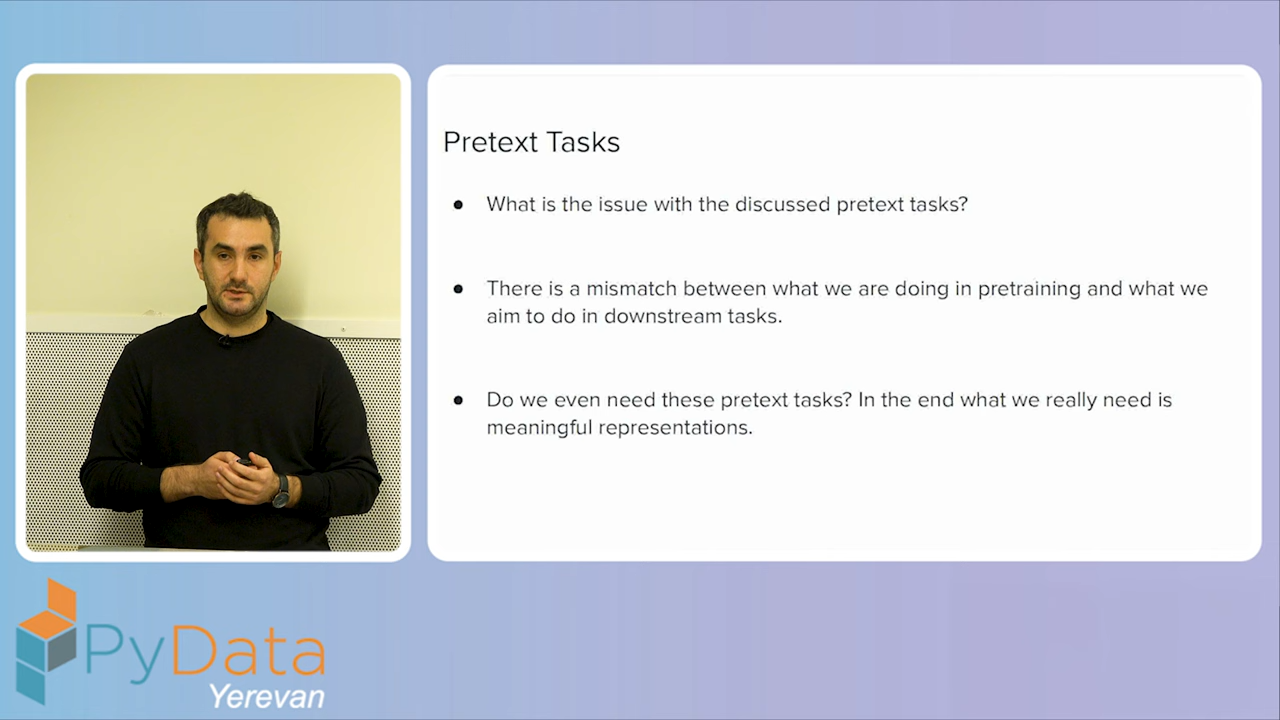 Pretext Tasks
What is the issue with the discussed pretext tasks?
There is a mismatch between what we are doing in pretraining and what we
aim to do in downstream tasks.
Do we even need these pretext tasks? In the end what we really need is
meaningful representations.
PyData
Yerevan